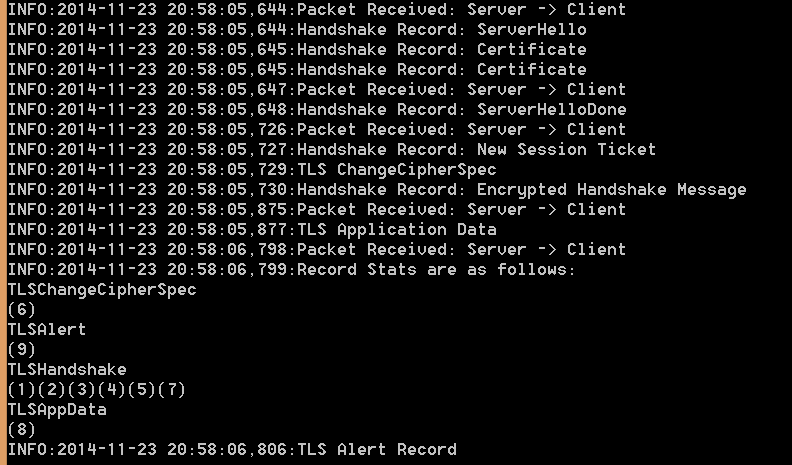 INFO:2014-11-23 20:58:05,644:Packet Received: Server -> Client
INFO:2014-11-23 20:58:05,644:Handshake Record: ServerHello
INFO:2014-11-23 20:58:05,645:Handshake Record: Certificate
INFO:2014-11-23 20:58:05,645:Handshake Record: Certificate
INFO:2014-11-23 20:58:05,647:Packet Received: Server -> Client
INFO:2014-11-23 20:58:05,648:Handshake Record: ServerHelloDone
INFO:2014-11-23 20:58:05,726:Packet Received: Server -> Client
INFO:2014-11-23 20:58:05,727:Handshake Record: New Session Ticket
INFO:2014-11-23 20:58:05,729:TLS ChangeCipherSpec
INFO:2014-11-23 20:58:05,730:Handshake Record: Encrypted Handshake Message
INFO:2014-11-23 20:58:05,875:Packet Received: Server -> Client
INFO:2014-11-23 20:58:05,877:TLS Application Data
INFO:2014-11-23 20:58:06,798:Packet Received: Server -> Client
INFO:2014-11-23 20:58:06,799:Record Stats are as follows:
TLSChangeCipherSpec
(6)
TLSAlert
(9)
TLSHandshake
(1)(2)(3)(4)(5)(7)
TLSAppData
(8)
INFO:2014-11-23 20:58:06,806:TLS Alert Record